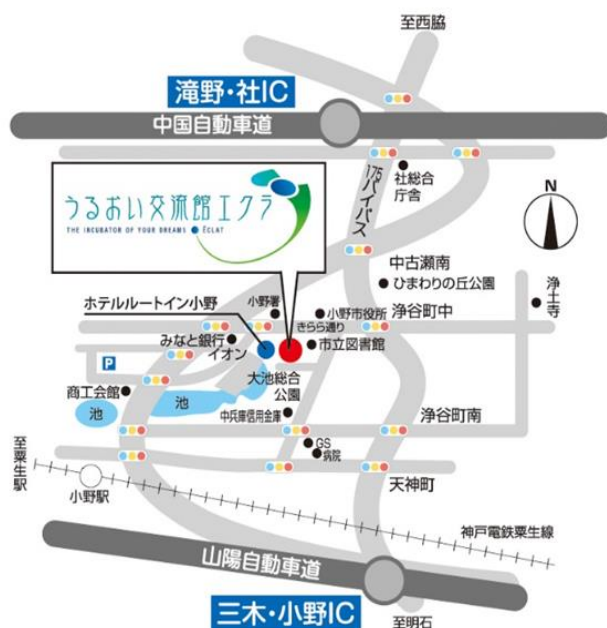 至西脇
滝野・社IC
中国自動車道
175バイパス
社総合
庁舎
うるおい交流館エクラ
THE INCUBATOR OF YOUR DREAMS ● ÉCLAT
N
中古瀬南
ひまわりの丘公園
浄土寺
ホテルルートイン小野
小野署
小野市役所
浄谷町中
きらら通り
みなと銀行
イオン
市立図書館
P
大池総合
公園
商工会館
池
池
中兵庫信用金庫
浄谷町南
GS
病院
至粟生駅
天神町
小野駅
神戸電鉄粟生線
山陽自動車道
三木・小野IC
至明石